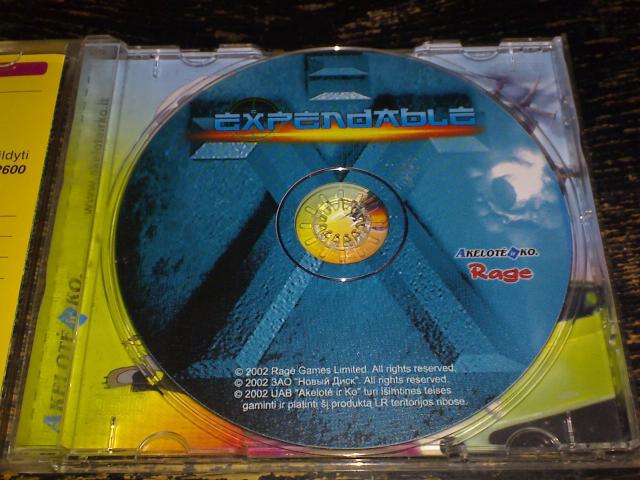 ildyti
2600
EXPENDABLE
AKELOTĖ ir KO.
Rage
© 2002 Rage Games Limited. All rights reserved.
© 2002 ЗАО "Новый Диск". All rights reserved.
© 2002 UAB "Akelotė ir Ko" turi išimtines teises
gaminti ir platinti šį produktą LR teritorijos ribose.
AKELOTĖ ir KO.